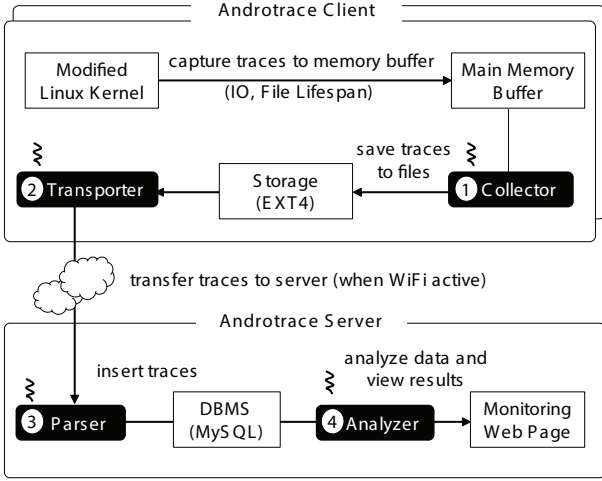 Androtrace Client
Modified
Linux Kernel
capture traces to memory buffer
(IO, File Lifespan)
Main Memory
Buffer
save traces
to files
2 Transporter
Storage
(EXT4)
1 Collector
transfer traces to server (when WiFi active)
Androtrace Server
insert traces
analyze data and
view results
3 Parser
DBMS
(MySQL)
4 Analyzer
Monitoring
Web Page